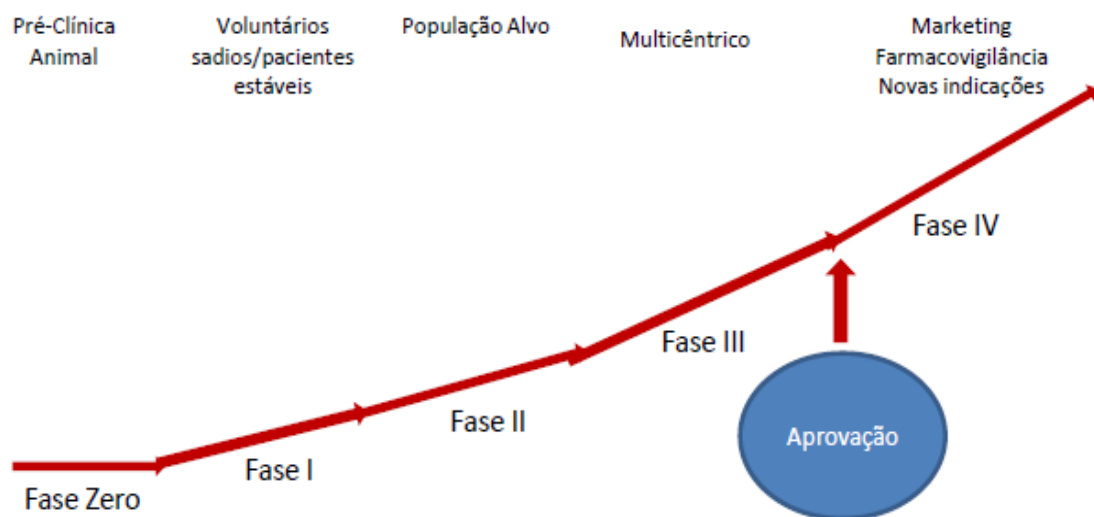 Pré-Clínica
Animal
Voluntários
sadios/pacientes
estáveis
População Alvo
Multicêntrico
Marketing
Farmacovigilância
Novas indicações
Fase IV
Fase III
Fase II
Aprovação
Fase I
Fase Zero